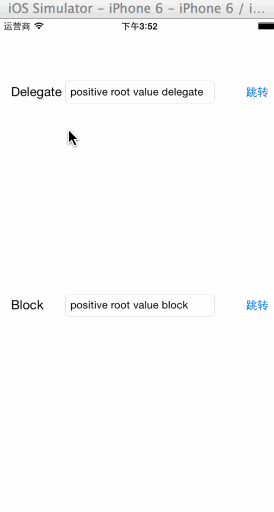 iOS Simulator – iPhone 6 – iPhone 6 / i...
运营商 下午3:52
Delegate positive root value delegate 跳转
Block positive root value block 跳转